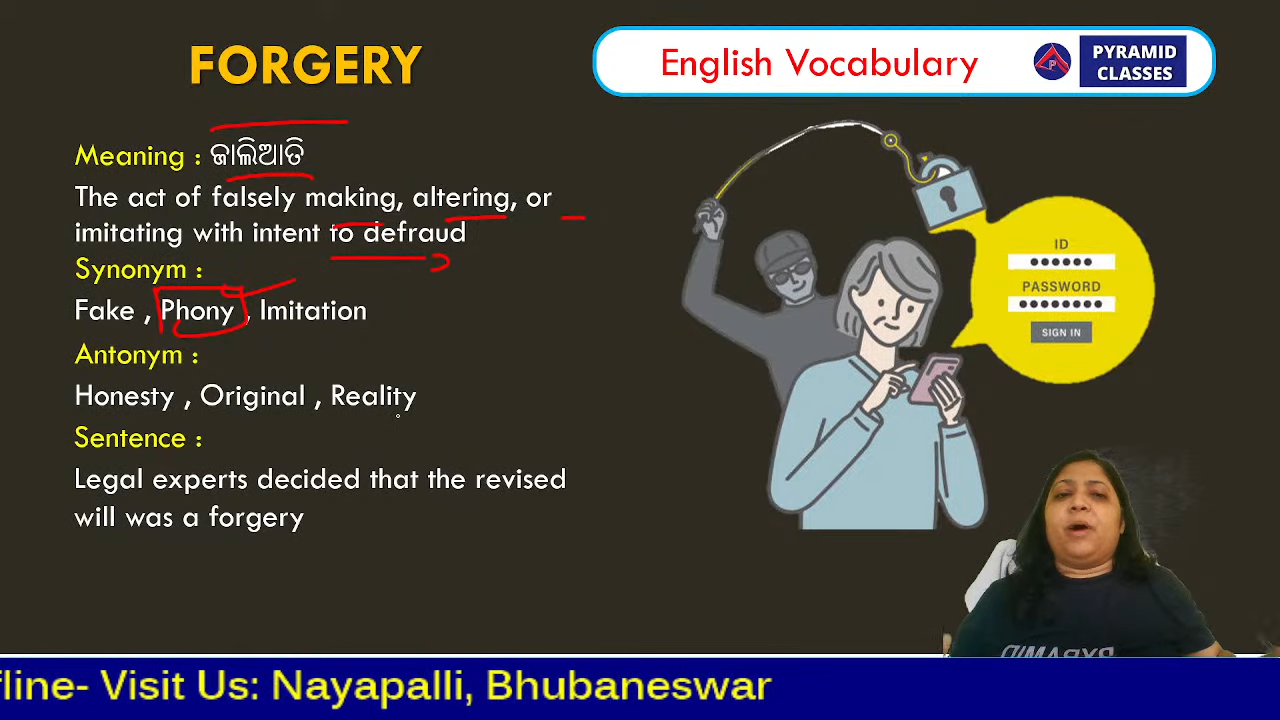 FORGERY
English Vocabulary
PYRAMID
CLASSES
Meaning : ଜାଲିଆତି
The act of falsely making, altering, or
imitating with intent to defraud
Synonym :
Fake , Phony , Imitation
Antonym :
Honesty , Original , Reality
Sentence :
Legal experts decided that the revised
will was a forgery
ID
PASSWORD
SIGN IN
PYRAMID
fline- Visit Us: Nayapalli, Bhubaneswar